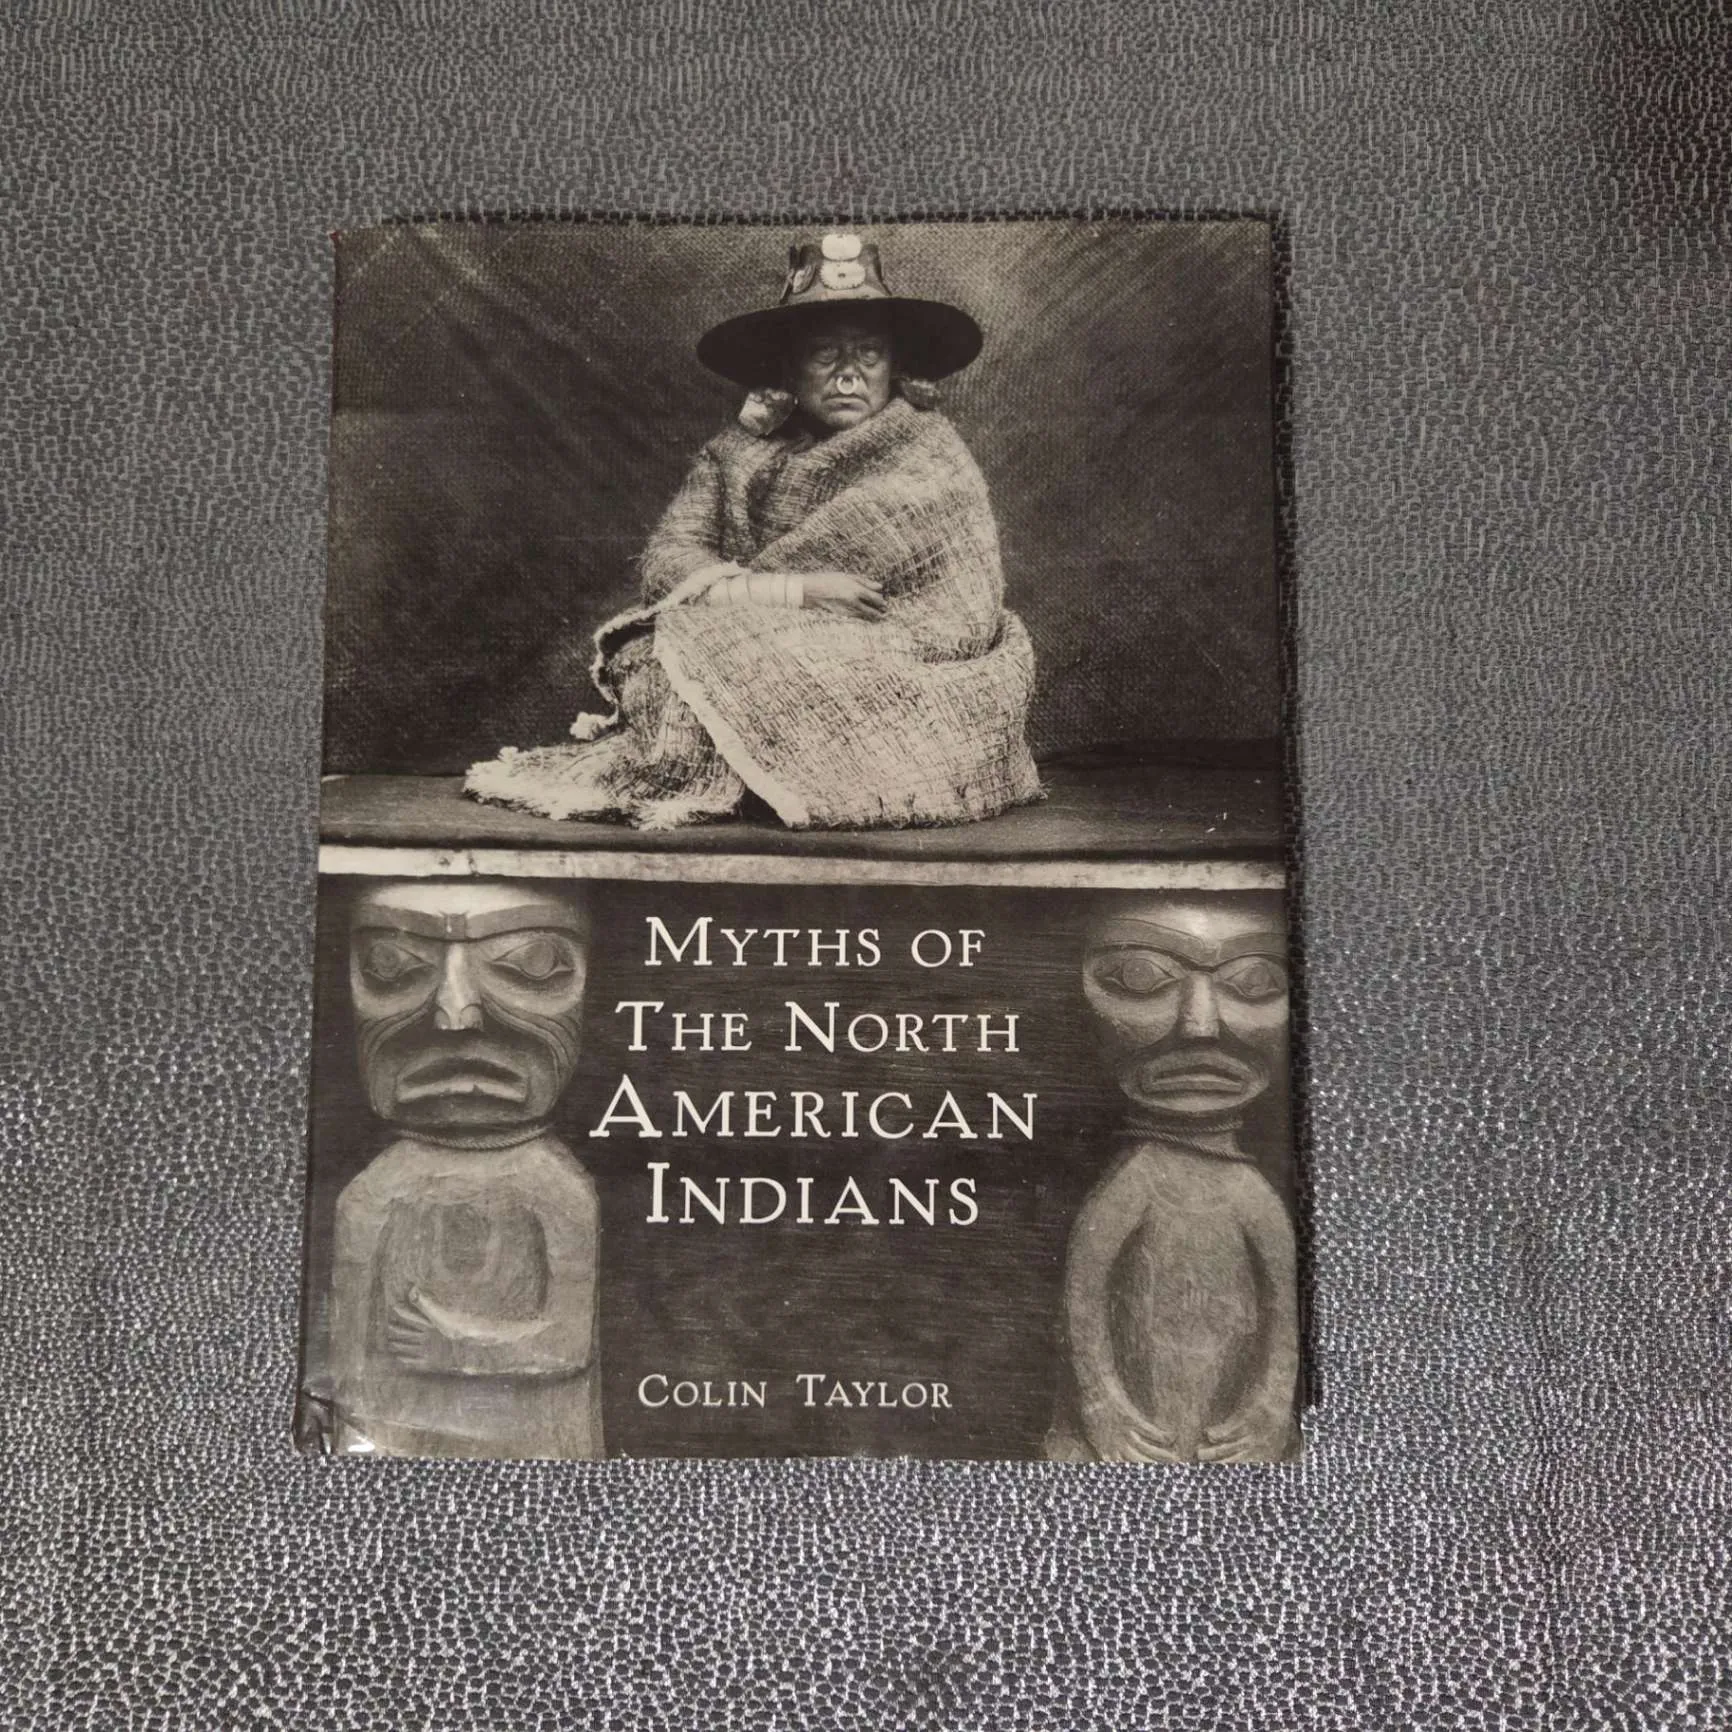 Myths of
The North
American
Indians
Colin Taylor